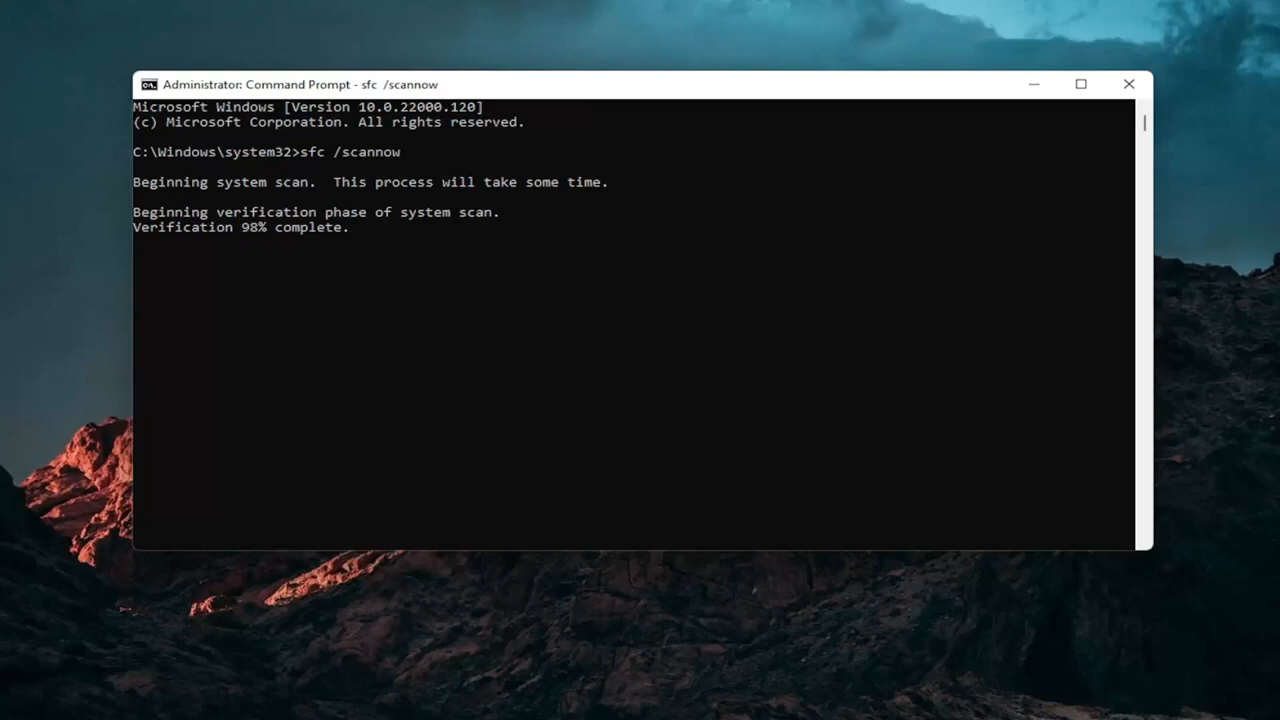 Administrator: Command Prompt - sfc  /scannow
Microsoft Windows [Version 10.0.22000.120]
(c) Microsoft Corporation. All rights reserved.
C:\Windows\system32>sfc /scannow
Beginning system scan.  This process will take some time.
Beginning verification phase of system scan.
Verification 98% complete.